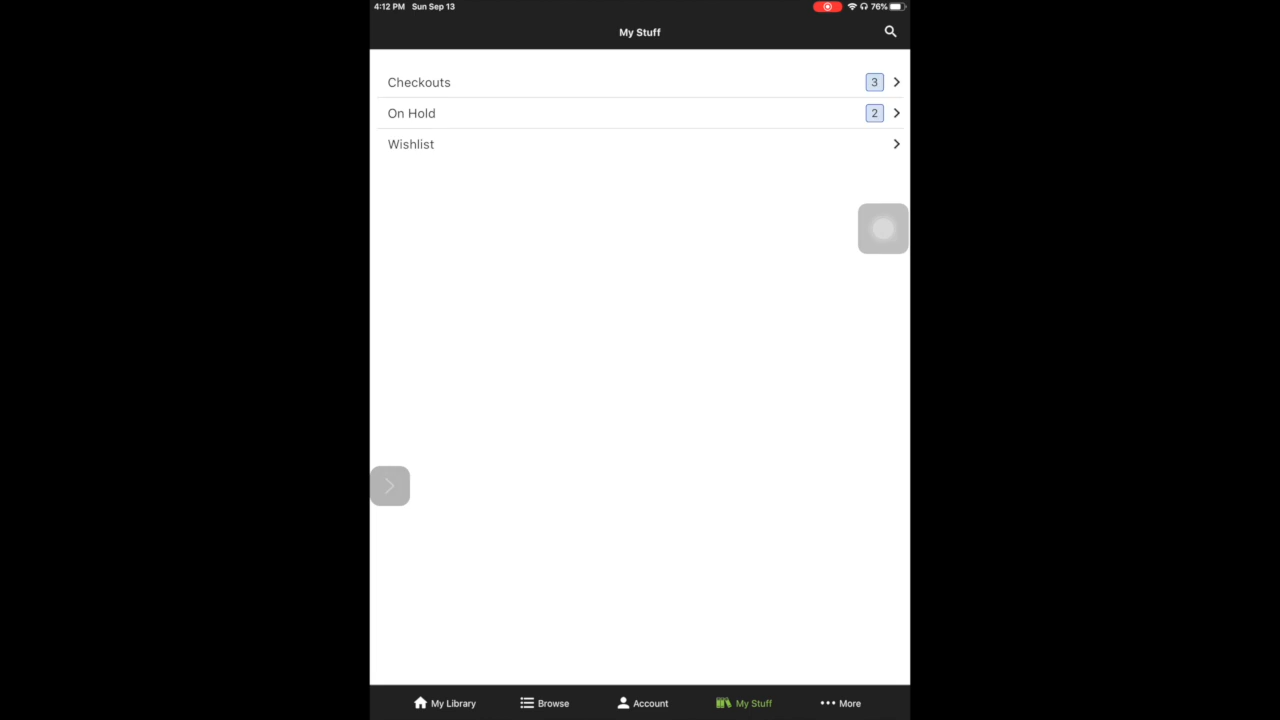 4:12 PM Sun Sep 13 76%
My Stuff
Checkouts 3
On Hold 2
Wishlist
My Library Browse Account My Stuff More